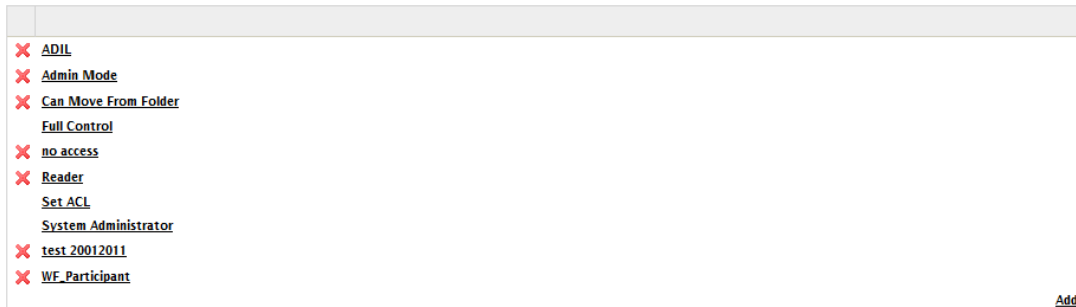 ADIL
Admin Mode
Can Move From Folder
Full Control
no access
Reader
Set ACL
System Administrator
test 20012011
WF_Participant
Add